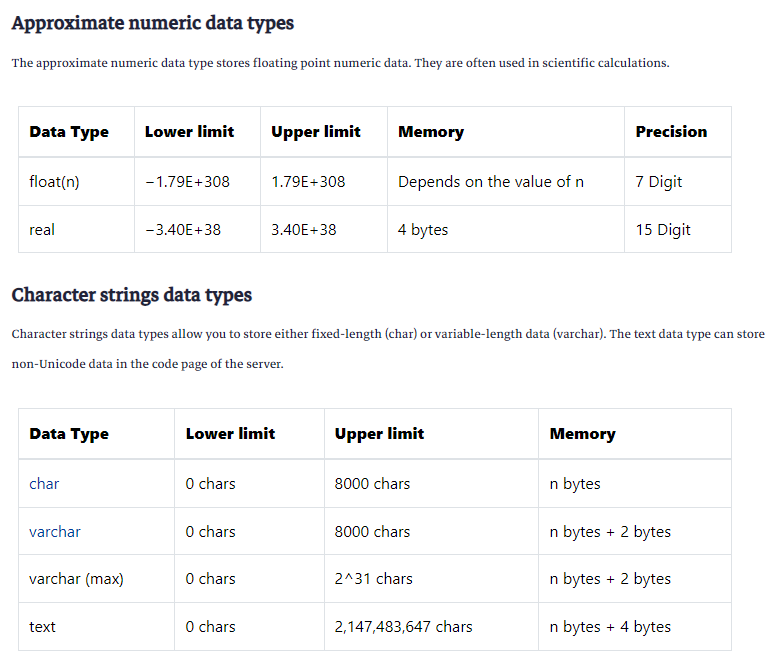 Approximate numeric data types
The approximate numeric data type stores floating point numeric data. They are often used in scientific calculations.
Data Type Lower limit Upper limit Memory Precision
float(n) −1.79E+308 1.79E+308 Depends on the value of n 7 Digit
real −3.40E+38 3.40E+38 4 bytes 15 Digit
Character strings data types
Character strings data types allow you to store either fixed-length (char) or variable-length data (varchar). The text data type can store
non-Unicode data in the code page of the server.
Data Type Lower limit Upper limit Memory
char 0 chars 8000 chars n bytes
varchar 0 chars 8000 chars n bytes + 2 bytes
varchar (max) 0 chars 2^31 chars n bytes + 2 bytes
text 0 chars 2,147,483,647 chars n bytes + 4 bytes